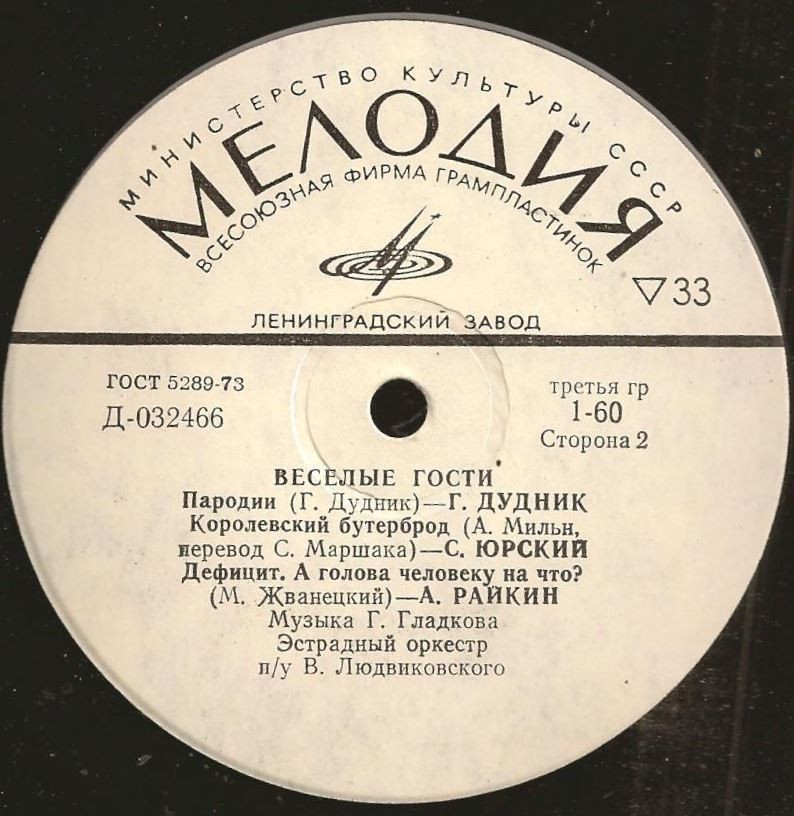 МИНИСТЕРСТВО КУЛЬТУРЫ СССР
МЕЛОДИЯ
ВСЕСОЮЗНАЯ ФИРМА ГРАМПЛАСТИНОК
▽33
ЛЕНИНГРАДСКИЙ ЗАВОД
ГОСТ 5289-73
Д-032466
третья гр
1-60
Сторона 2
ВЕСЕЛЫЕ ГОСТИ
Пародии (Г. Дудник)—Г. ДУДНИК
Королевский бутерброд (А. Мильн,
перевод С. Маршака)—С. ЮРСКИЙ
Дефицит. А голова человеку на что?
(М. Жванецкий)—А. РАЙКИН
Музыка Г. Гладкова
Эстрадный оркестр
п/у В. Людвиковского